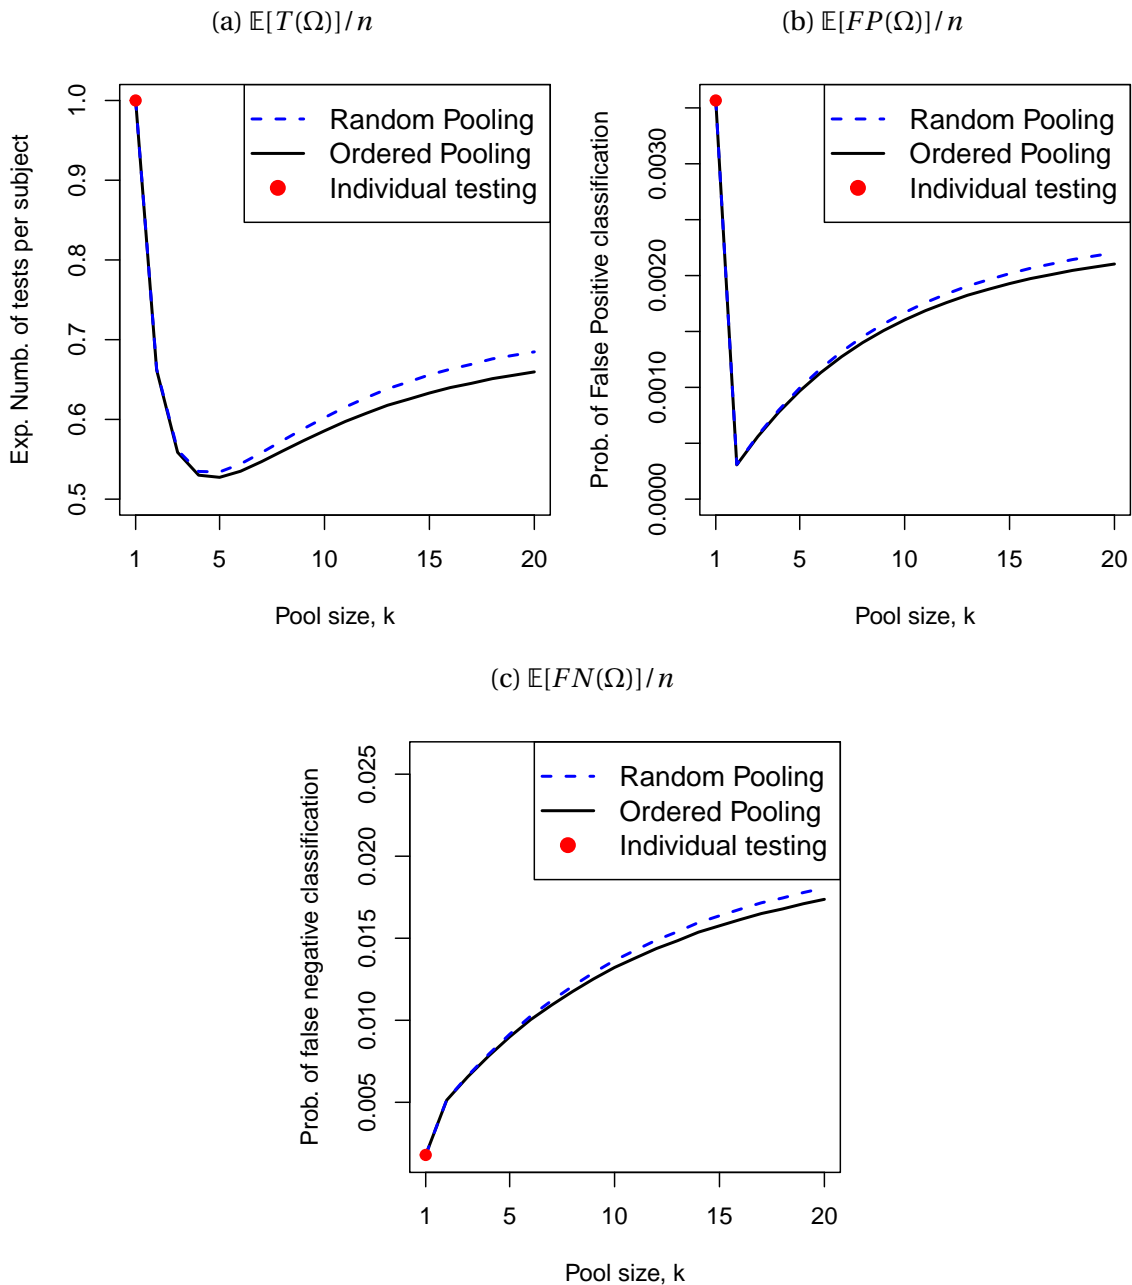 (a) 𝔼[T(Ω)]/n
Exp. Numb. of tests per subject
1.0
0.9
0.8
0.7
0.6
0.5
Random Pooling
Ordered Pooling
Individual testing
1 5 10 15 20
Pool size, k
(b) 𝔼[FP(Ω)]/n
Prob. of False Positive classification
0.0030
0.0020
0.0010
0.0000
Random Pooling
Ordered Pooling
Individual testing
1 5 10 15 20
Pool size, k
(c) 𝔼[FN(Ω)]/n
Prob. of false negative classification
0.025
0.020
0.015
0.010
0.005
Random Pooling
Ordered Pooling
Individual testing
1 5 10 15 20
Pool size, k